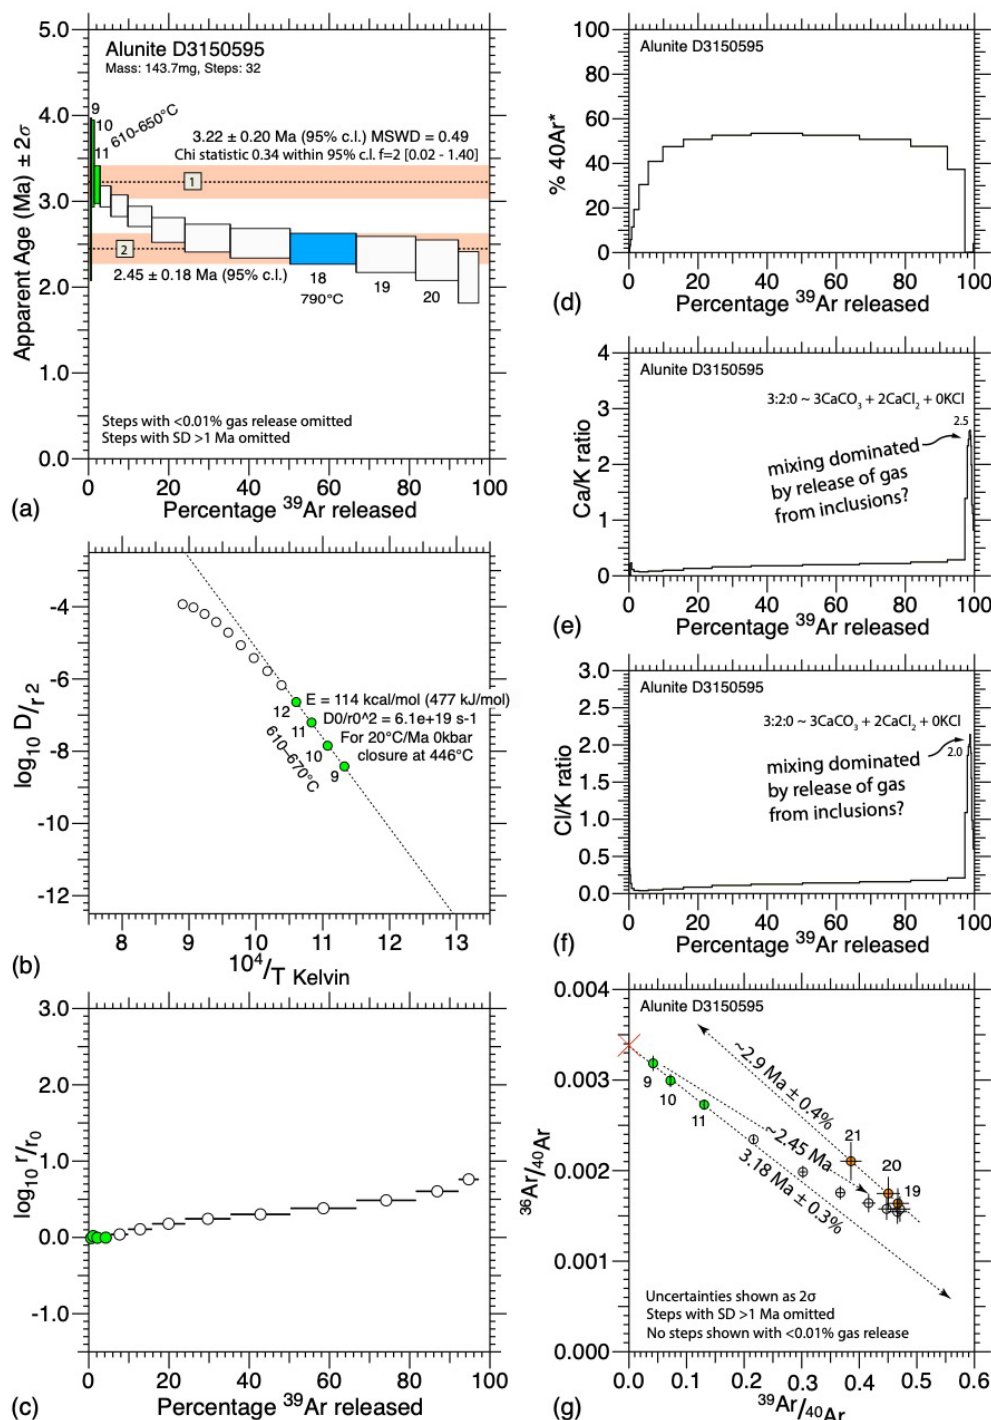 Alunite D3150595
Mass: 143.7mg, Steps: 32
5.0
4.0
3.0
2.0
1.0
0.0
Apparent Age (Ma) ± 2σ
9
10
11
610-650°C
3.22 ± 0.20 Ma (95% c.l.) MSWD = 0.49
Chi statistic 0.34 within 95% c.l. f=2 [0.02 - 1.40]
1
2
2.45 ± 0.18 Ma (95% c.l.)
18
790°C
19
20
Steps with <0.01% gas release omitted
Steps with SD >1 Ma omitted
0 20 40 60 80 100
(a) Percentage 39Ar released
-4
-6
-8
-10
-12
log10 D/r 2
E = 114 kcal/mol (477 kJ/mol)
D0/r0^2 = 6.1e+19 s-1
For 20°C/Ma 0kbar
closure at 446°C
12
11
10
9
610–670°C
8 9 10 11 12 13
(b) 10^4/T Kelvin
3.0
2.0
1.0
0.0
-1.0
log10 r/r0
0 20 40 60 80 100
(c) Percentage 39Ar released
Alunite D3150595
100
80
60
40
20
0
% 40Ar*
0 20 40 60 80 100
(d) Percentage 39Ar released
Alunite D3150595
4
3
2
1
0
Ca/K ratio
3:2:0 ~ 3CaCO3 + 2CaCl2 + 0KCl
2.5
mixing dominated
by release of gas
from inclusions?
0 20 40 60 80 100
(e) Percentage 39Ar released
Alunite D3150595
3.0
2.5
2.0
1.5
1.0
0.5
0.0
Cl/K ratio
3:2:0 ~ 3CaCO3 + 2CaCl2 + 0KCl
2.0
mixing dominated
by release of gas
from inclusions?
0 20 40 60 80 100
(f) Percentage 39Ar released
Alunite D3150595
0.004
0.003
0.002
0.001
0.000
36Ar/40Ar
~2.9 Ma ± 0.4%
~2.45 Ma
3.18 Ma ± 0.3%
9
10
11
21
20
19
Uncertainties shown as 2σ
Steps with SD >1 Ma omitted
No steps shown with <0.01% gas release
0.0 0.1 0.2 0.3 0.4 0.5 0.6
(g) 39Ar/40Ar